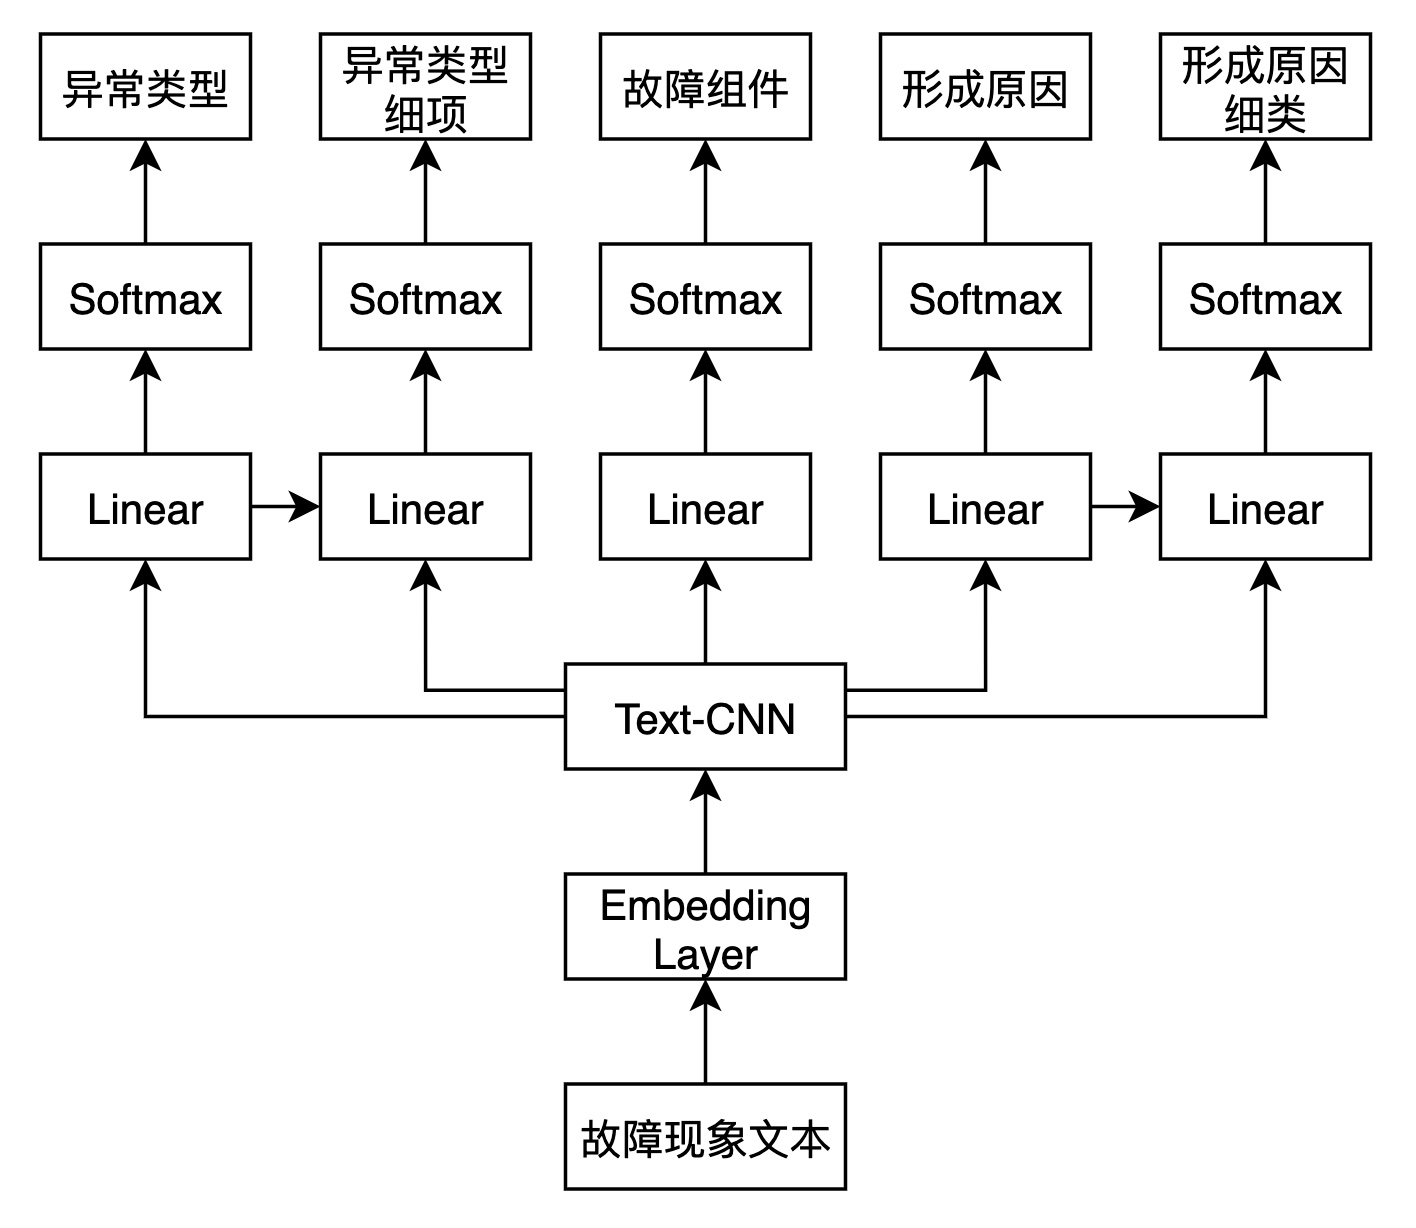 异常类型
异常类型
细项
故障组件
形成原因
形成原因
细类
Softmax
Softmax
Softmax
Softmax
Softmax
Linear
Linear
Linear
Linear
Linear
Text-CNN
Embedding
Layer
故障现象文本